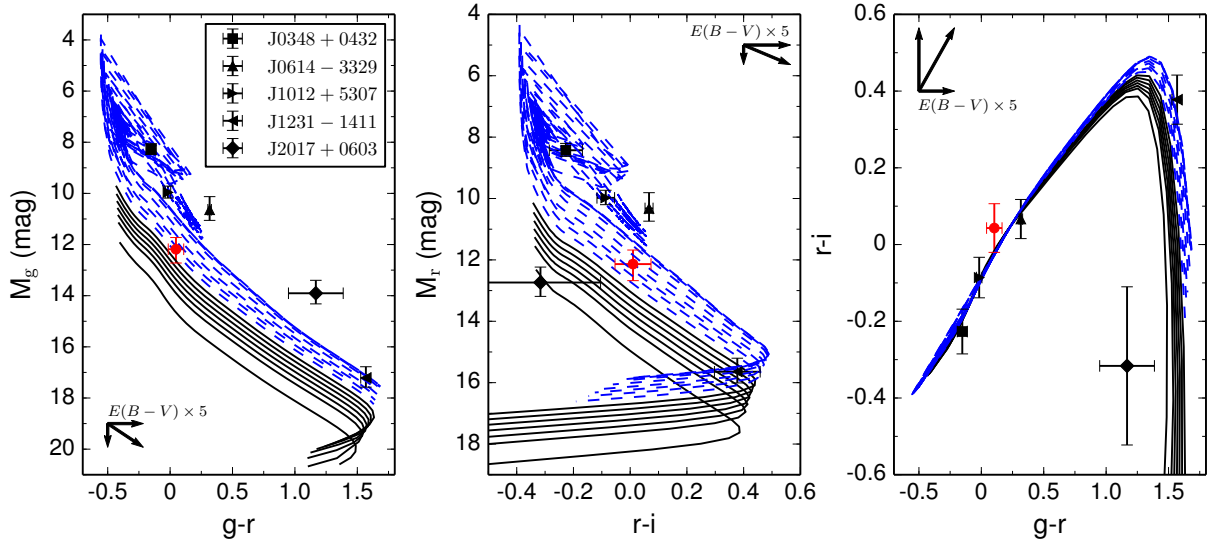 4
6
8
10
12
14
16
18
20
M_g (mag)
-0.5
0
0.5
1.0
1.5
g-r
J0348+0432
J0614−3329
J1012+5307
J1231−1411
J2017+0603
E(B−V)×5
4
6
8
10
12
14
16
18
M_r (mag)
-0.4
-0.2
0.0
0.2
0.4
0.6
r-i
E(B−V)×5
0.6
0.4
0.2
0
-0.2
-0.4
-0.6
r-i
-0.5
0
0.5
1.0
1.5
g-r
E(B−V)×5